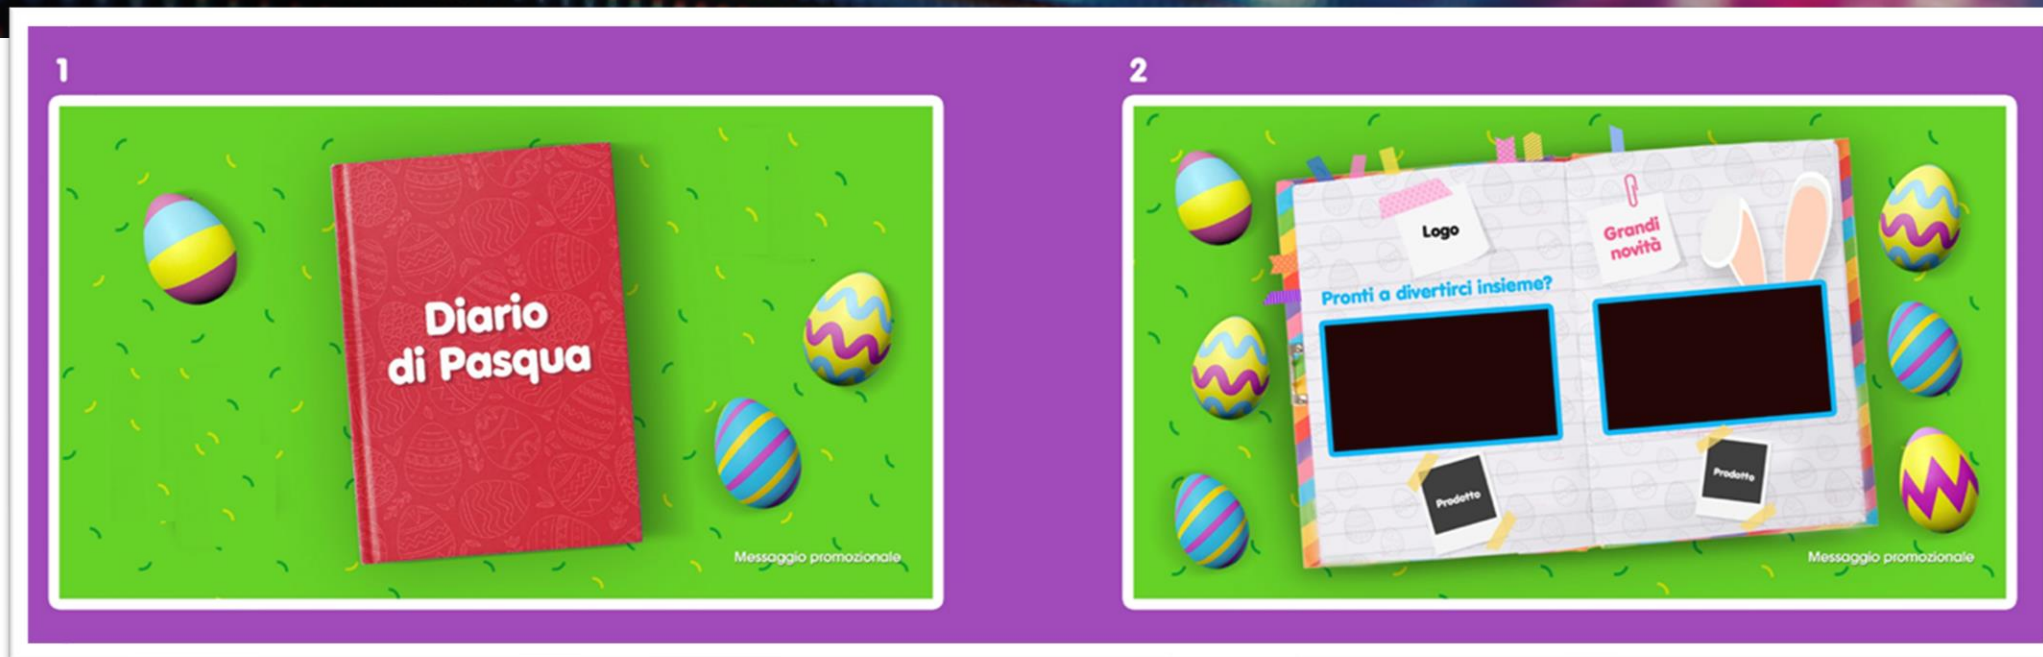 1
Diario
di Pasqua
Messaggio promozionale
2
Logo
Grandi
novità
Pronti a divertirci insieme?
Prodotto
Prodotto
Messaggio promozionale